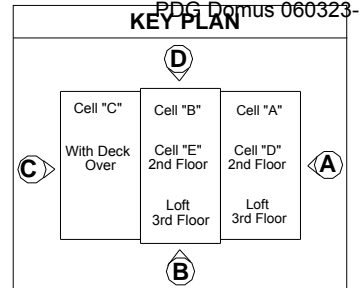 PDG Domus 060323-
KEY PLAN
D
Cell "C"
Cell "B"
Cell "A"
With Deck
Over
Cell "E"
2nd Floor
Cell "D"
2nd Floor
C
A
Loft
3rd Floor
Loft
3rd Floor
B